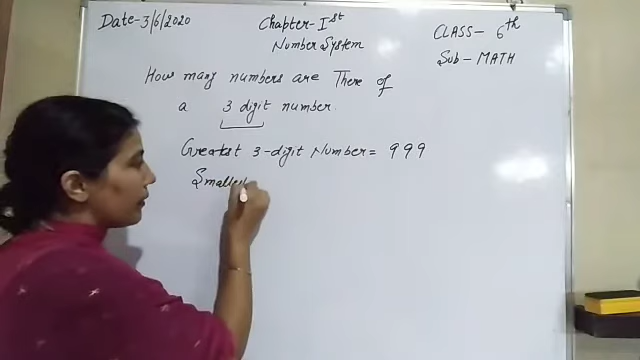 Date-3/6/2020
Chapter-Ist
Number System
CLASS- 6th
Sub-MATH
How many numbers are There of
a 3 digit number.
Greatest 3-digit Number= 999
Smallest